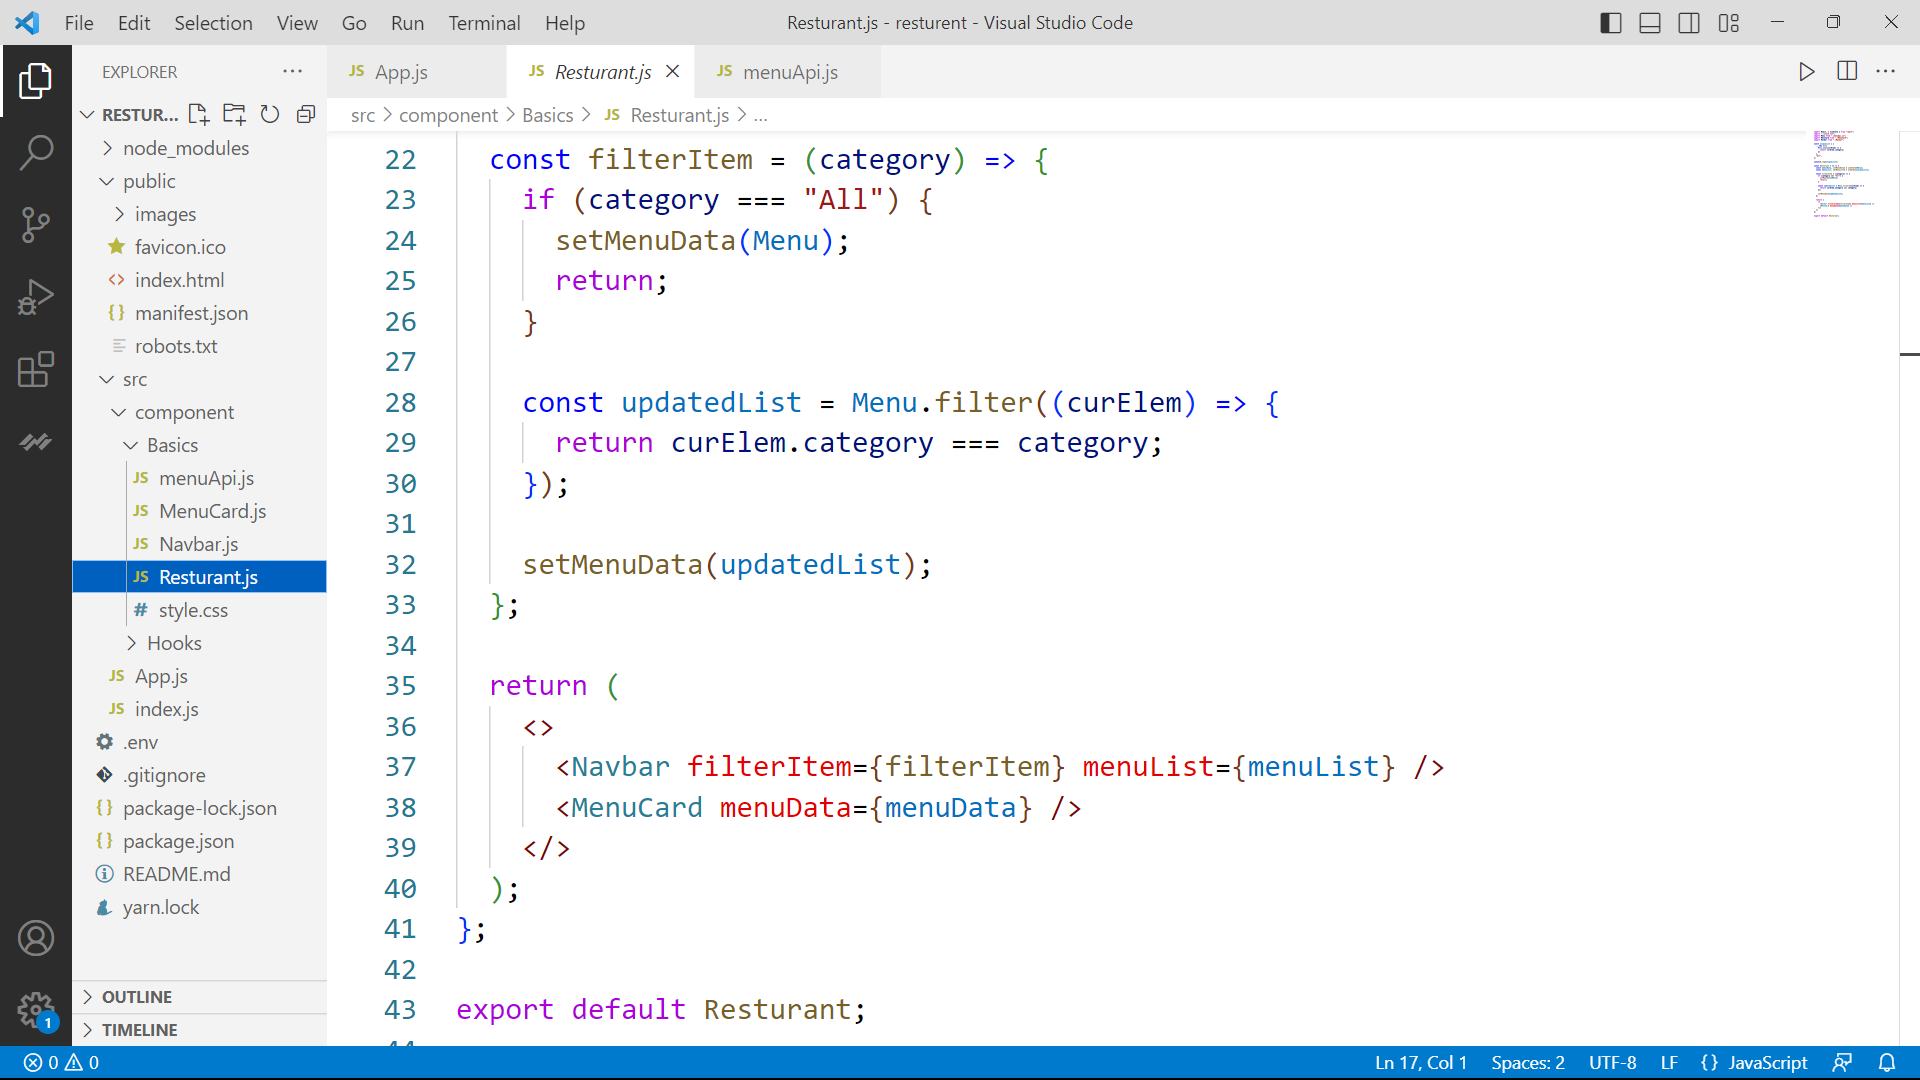 File Edit Selection View Go Run Terminal Help
Resturant.js - resturent - Visual Studio Code
EXPLORER
RESTUR...
node_modules
public
images
favicon.ico
index.html
manifest.json
robots.txt
src
component
Basics
JS menuApi.js
JS MenuCard.js
JS Navbar.js
JS Resturant.js
# style.css
Hooks
JS App.js
JS index.js
.env
.gitignore
{} package-lock.json
{} package.json
README.md
yarn.lock
OUTLINE
TIMELINE
1
JS App.js
JS Resturant.js
JS menuApi.js
src > component > Basics > JS Resturant.js > ...
22 const filterItem = (category) => {
23 if (category === "All") {
24 setMenuData(Menu);
25 return;
26 }
27
28 const updatedList = Menu.filter((curElem) => {
29 return curElem.category === category;
30 });
31
32 setMenuData(updatedList);
33 };
34
35 return (
36 <>
37 <Navbar filterItem={filterItem} menuList={menuList} />
38 <MenuCard menuData={menuData} />
39 </>
40 );
41 };
42
43 export default Resturant;
0 0
Ln 17, Col 1 Spaces: 2 UTF-8 LF {} JavaScript